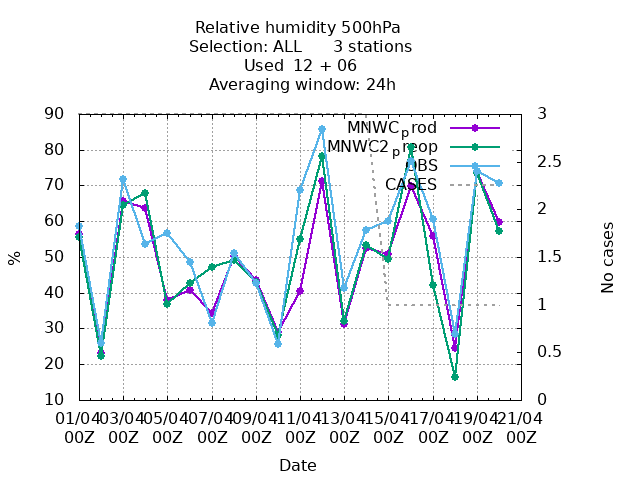 Relative humidity 500hPa
Selection: ALL 3 stations
Used 12 + 06
Averaging window: 24h
MNWC_prod
MNWC2_preop
OBS
CASES
90
80
70
60
50
40
30
20
10
%
3
2.5
2
1.5
1
0.5
0
No cases
01/04 03/04 05/04 07/04 09/04 11/04 13/04 15/04 17/04 19/04 21/04
00Z 00Z 00Z 00Z 00Z 00Z 00Z 00Z 00Z 00Z 00Z
Date